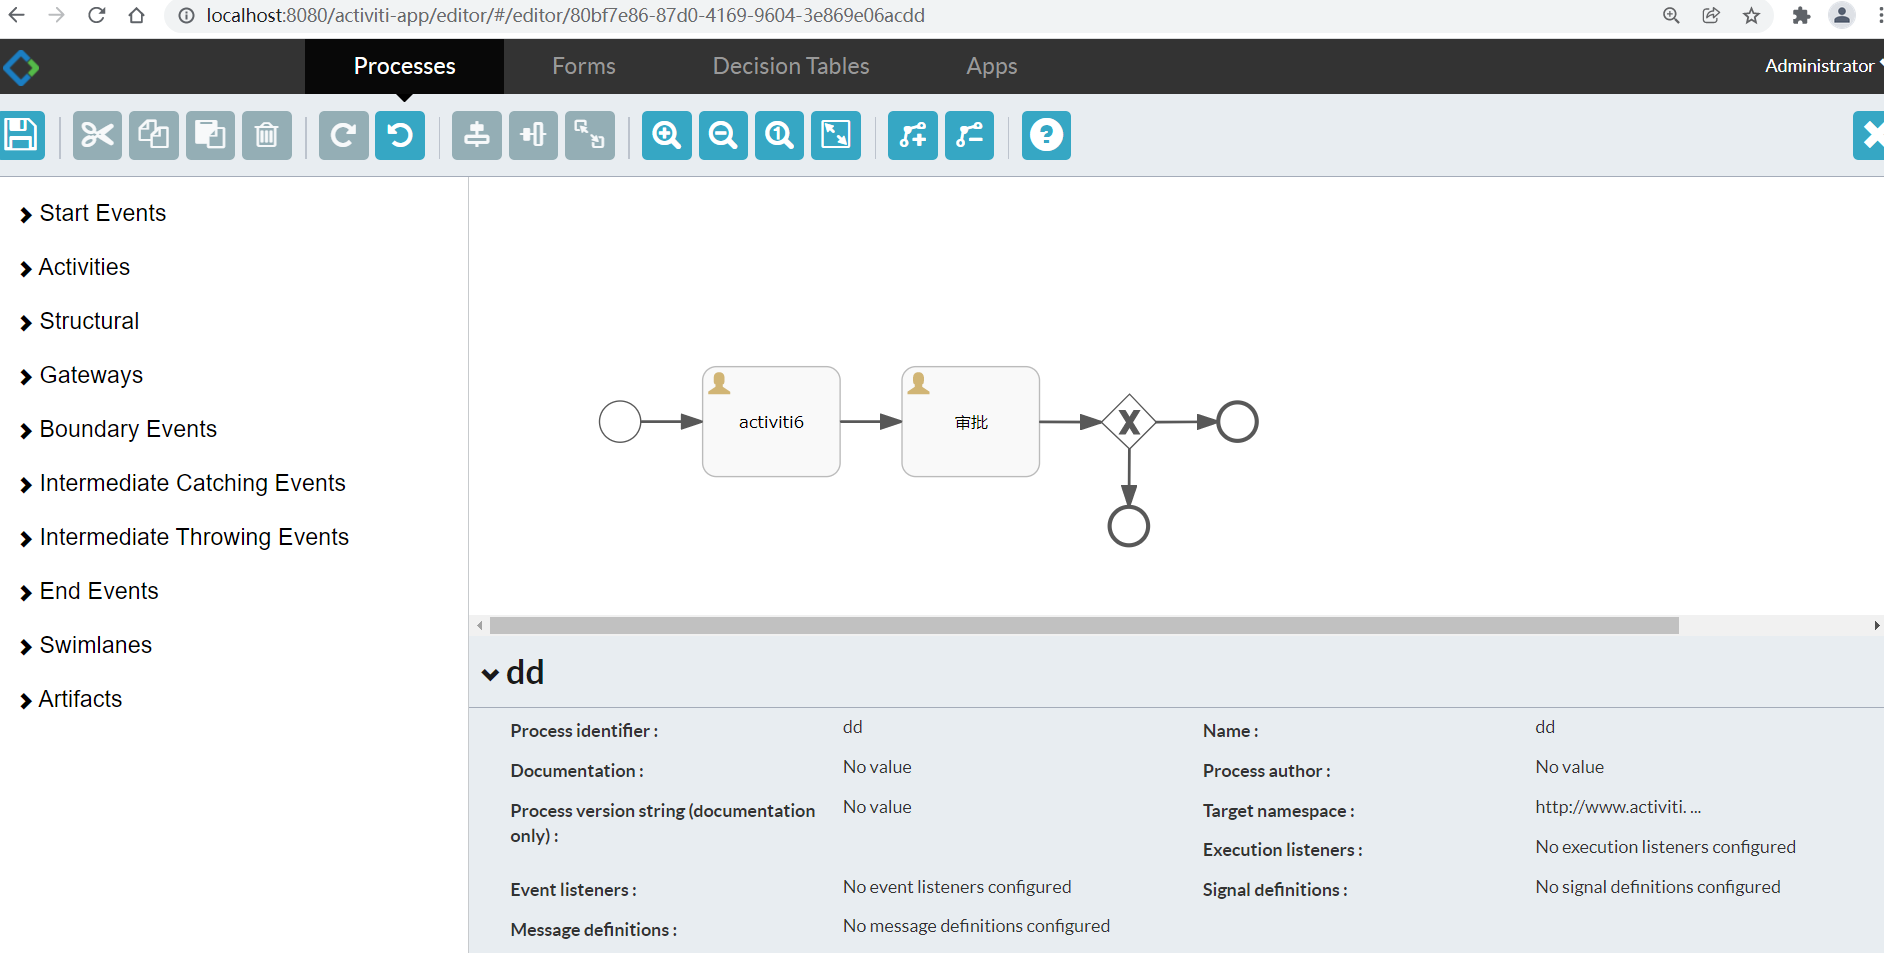 localhost:8080/activiti-app/editor/#/editor/80bf7e86-87d0-4169-9604-3e869e06acdd
Processes
Forms
Decision Tables
Apps
Administrator
Start Events
Activities
Structural
Gateways
Boundary Events
Intermediate Catching Events
Intermediate Throwing Events
End Events
Swimlanes
Artifacts
activiti6
审批
X
dd
Process identifier : dd
Name : dd
Documentation : No value
Process author : No value
Process version string (documentation only) : No value
Target namespace : http://www.activiti. ...
Execution listeners : No execution listeners configured
Event listeners : No event listeners configured
Signal definitions : No signal definitions configured
Message definitions : No message definitions configured